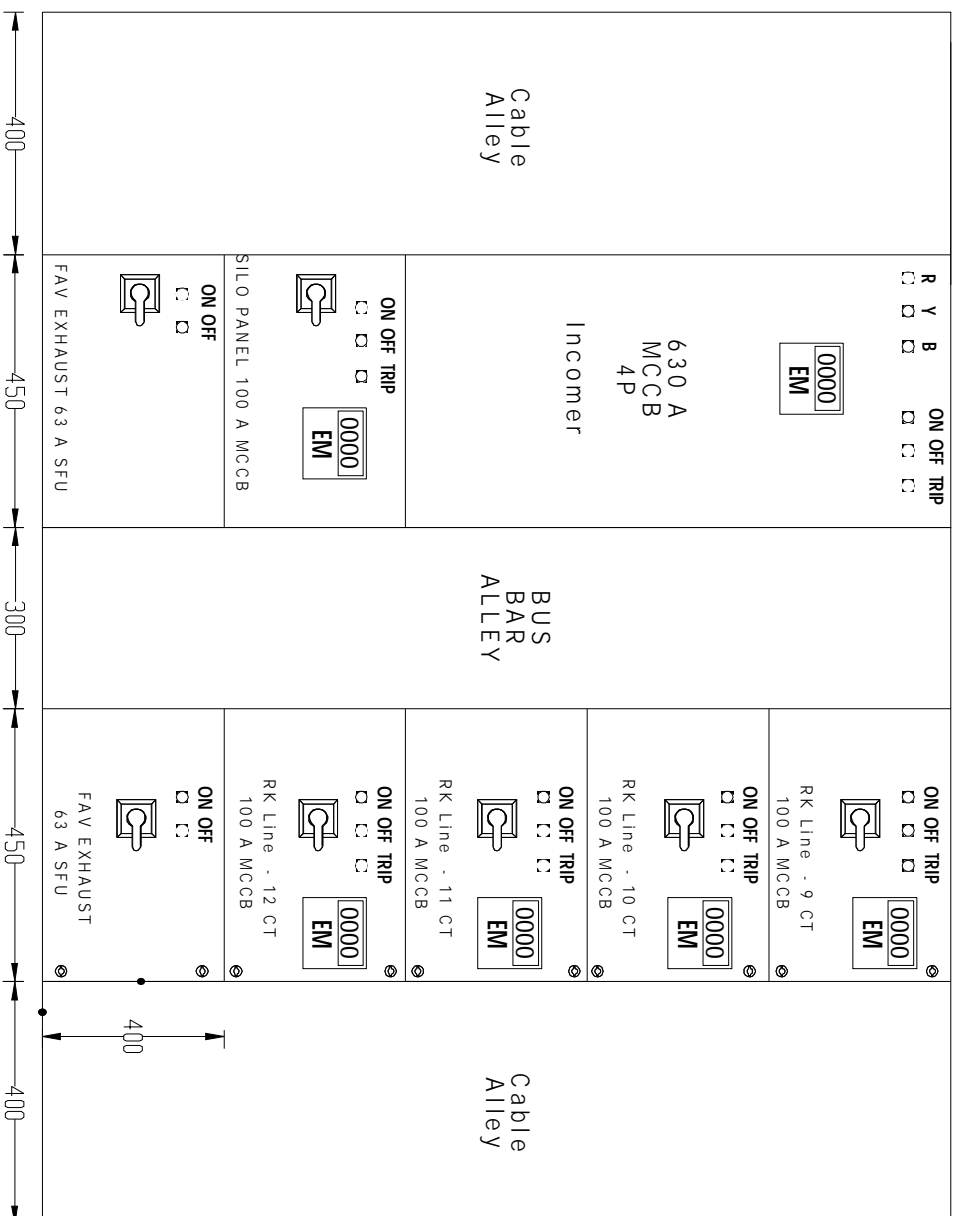 Cable
Alley
R Y B
ON OFF TRIP
0000
EM
630 A
MCCB
4P
Incomer
ON OFF TRIP
0000
EM
SILO PANEL 100 A MCCB
ON OFF
FAV EXHAUST 63 A SFU
BUS
BAR
ALLEY
ON OFF TRIP
0000
EM
RK Line - 9 CT
100 A MCCB
ON OFF TRIP
0000
EM
RK Line - 10 CT
100 A MCCB
ON OFF TRIP
0000
EM
RK Line - 11 CT
100 A MCCB
ON OFF TRIP
0000
EM
RK Line - 12 CT
100 A MCCB
ON OFF
FAV EXHAUST
63 A SFU
Cable
Alley
400
400
450
300
450
400